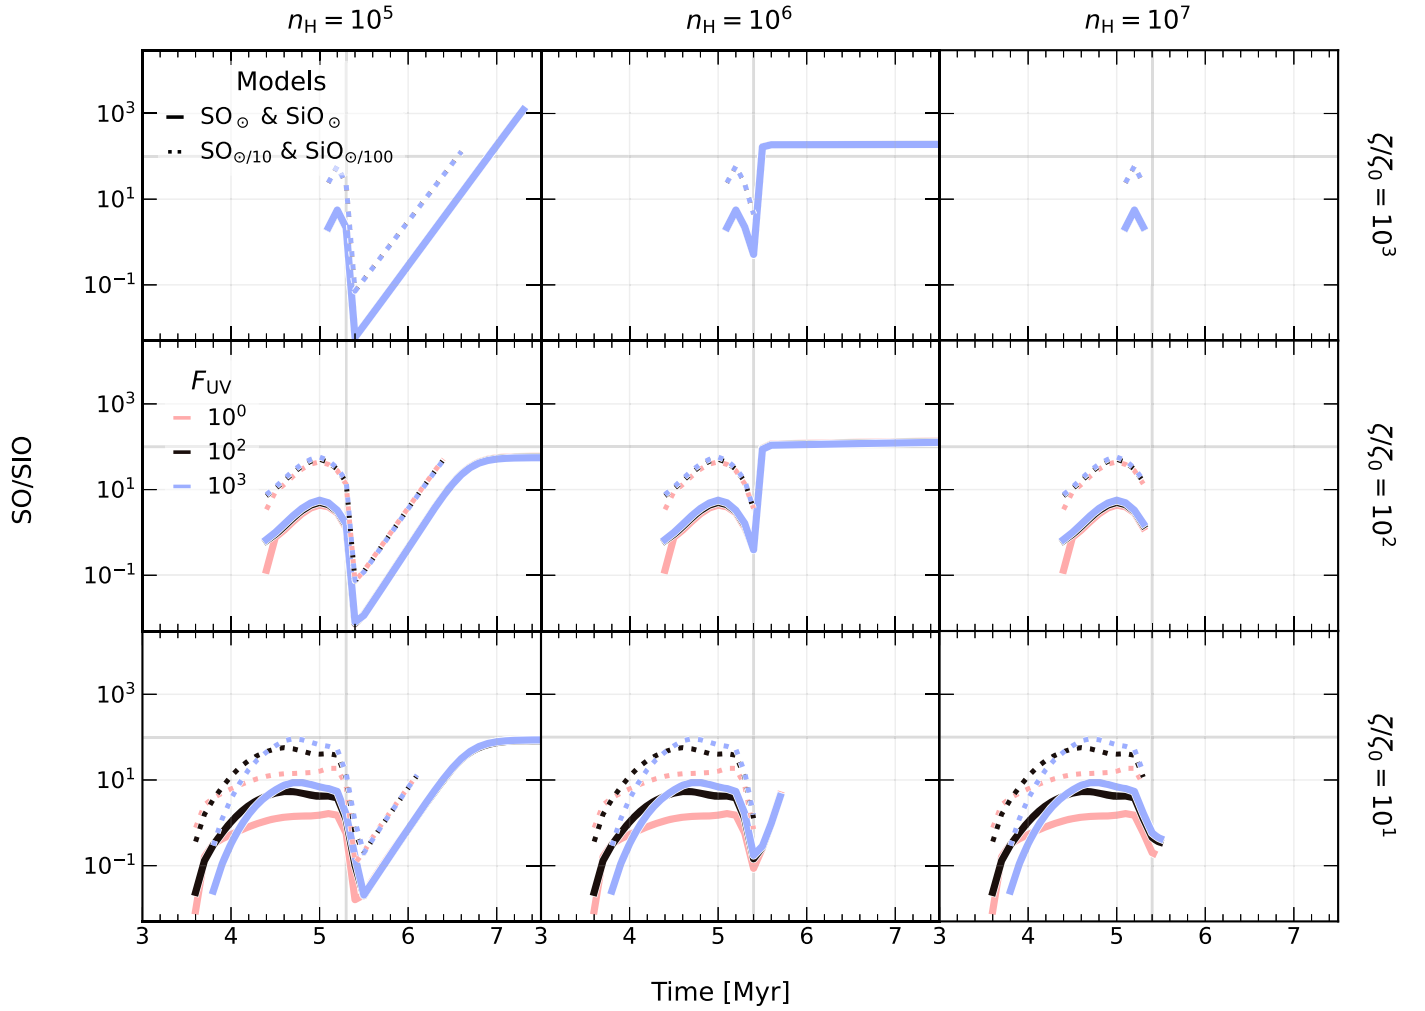 n_H = 10^5 n_H = 10^6 n_H = 10^7
Models
SO_⊙ & SiO_⊙
SO_⊙/10 & SiO_⊙/100
10^3
10^1
10^−1
ζ/ζ_0 = 10^3
F_UV
10^0
10^2
10^3
10^3
10^1
10^−1
ζ/ζ_0 = 10^2
SO/SIO
10^3
10^1
10^−1
ζ/ζ_0 = 10^1
3 4 5 6 7 3 4 5 6 7 3 4 5 6 7
Time [Myr]